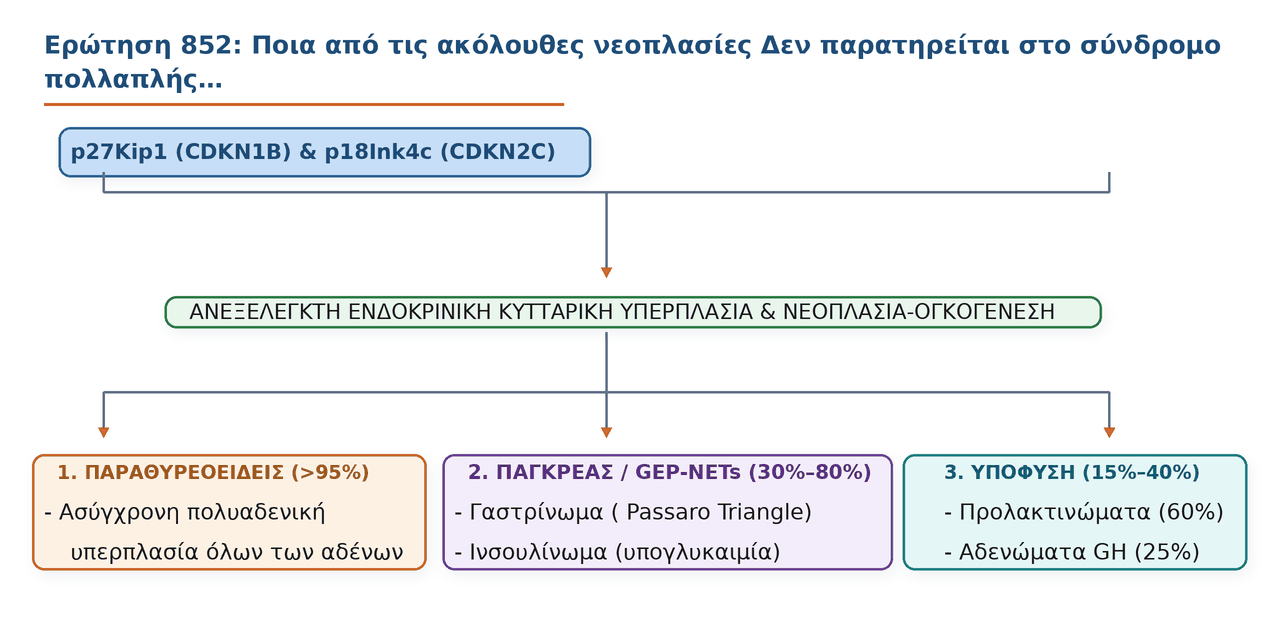 Ερώτηση 852: Ποια από τις ακόλουθες νεοπλασίες Δεν παρατηρείται στο σύνδρομο
πολλαπλής...
p27Kip1 (CDKN1B) & p18Ink4c (CDKN2C)
ΑΝΕΞΕΛΕΓΚΤΗ ΕΝΔΟΚΡΙΝΙΚΗ ΚΥΤΤΑΡΙΚΗ ΥΠΕΡΠΛΑΣΙΑ & ΝΕΟΠΛΑΣΙΑ-ΟΓΚΟΓΕΝΕΣΗ
1. ΠΑΡΑΘΥΡΕΟΕΙΔΕΙΣ (>95%)
- Ασύγχρονη πολυαδενική
υπερπλασία όλων των αδένων
2. ΠΑΓΚΡΕΑΣ / GEP-NETs (30%–80%)
- Γαστρίνωμα ( Passaro Triangle)
- Ινσουλίνωμα (υπογλυκαιμία)
3. ΥΠΟΦΥΣΗ (15%–40%)
- Προλακτινώματα (60%)
- Αδενώματα GH (25%)